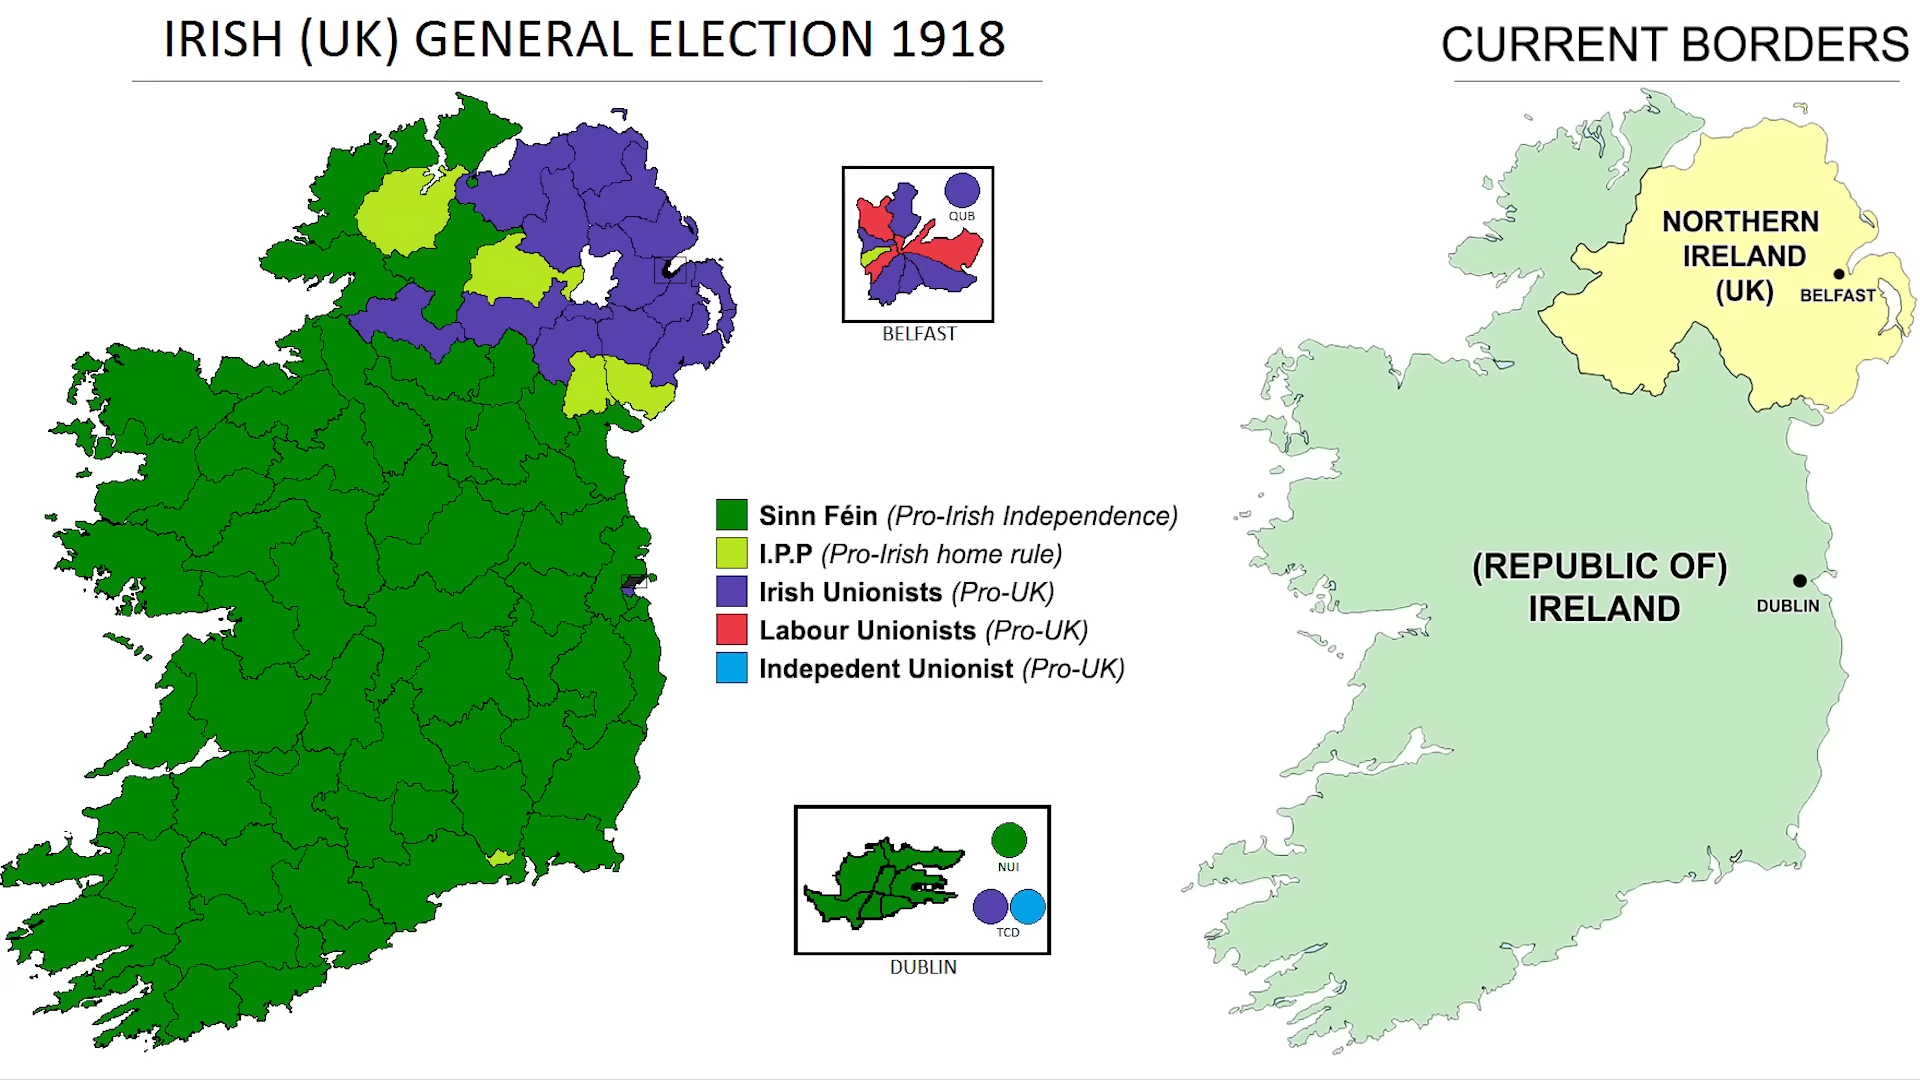 IRISH (UK) GENERAL ELECTION 1918
CURRENT BORDERS
QUB
BELFAST
NORTHERN
IRELAND
(UK)
BELFAST
Sinn Féin (Pro-Irish Independence)
I.P.P (Pro-Irish home rule)
Irish Unionists (Pro-UK)
Labour Unionists (Pro-UK)
Indepedent Unionist (Pro-UK)
(REPUBLIC OF)
IRELAND
DUBLIN
NUI
TCD
DUBLIN